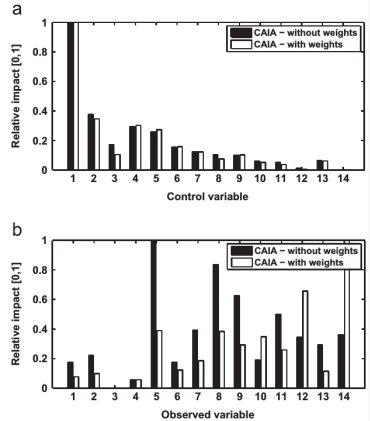 a
Relative impact [0,1]
1
0.8
0.6
0.4
0.2
0
CAIA – without weights
CAIA – with weights
1 2 3 4 5 6 7 8 9 10 11 12 13 14
Control variable
b
Relative impact [0,1]
1
0.8
0.6
0.4
0.2
0
CAIA – without weights
CAIA – with weights
1 2 3 4 5 6 7 8 9 10 11 12 13 14
Observed variable